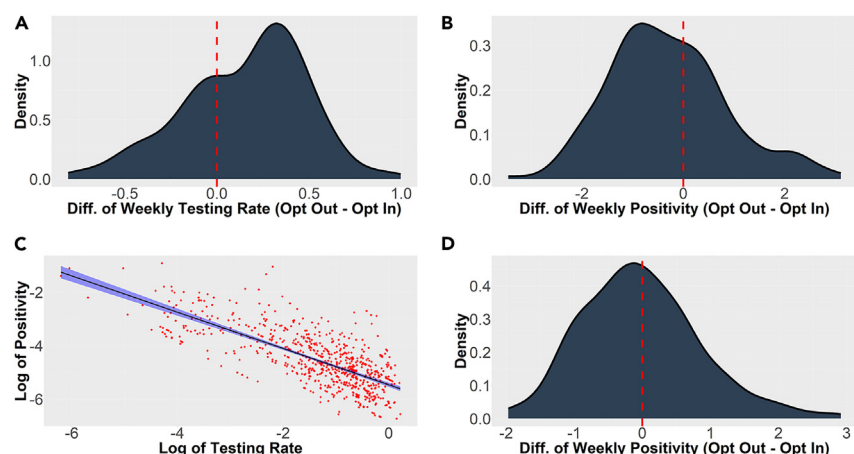 A
Density
1.0
0.5
0.0
-0.5
0.0
0.5
1.0
Diff. of Weekly Testing Rate (Opt Out - Opt In)
B
Density
0.3
0.2
0.1
0.0
-2
0
2
Diff. of Weekly Positivity (Opt Out - Opt In)
C
Log of Positivity
-2
-4
-6
-6
-4
-2
0
Log of Testing Rate
D
Density
0.4
0.3
0.2
0.1
0.0
-2
-1
0
1
2
3
Diff. of Weekly Positivity (Opt Out - Opt In)